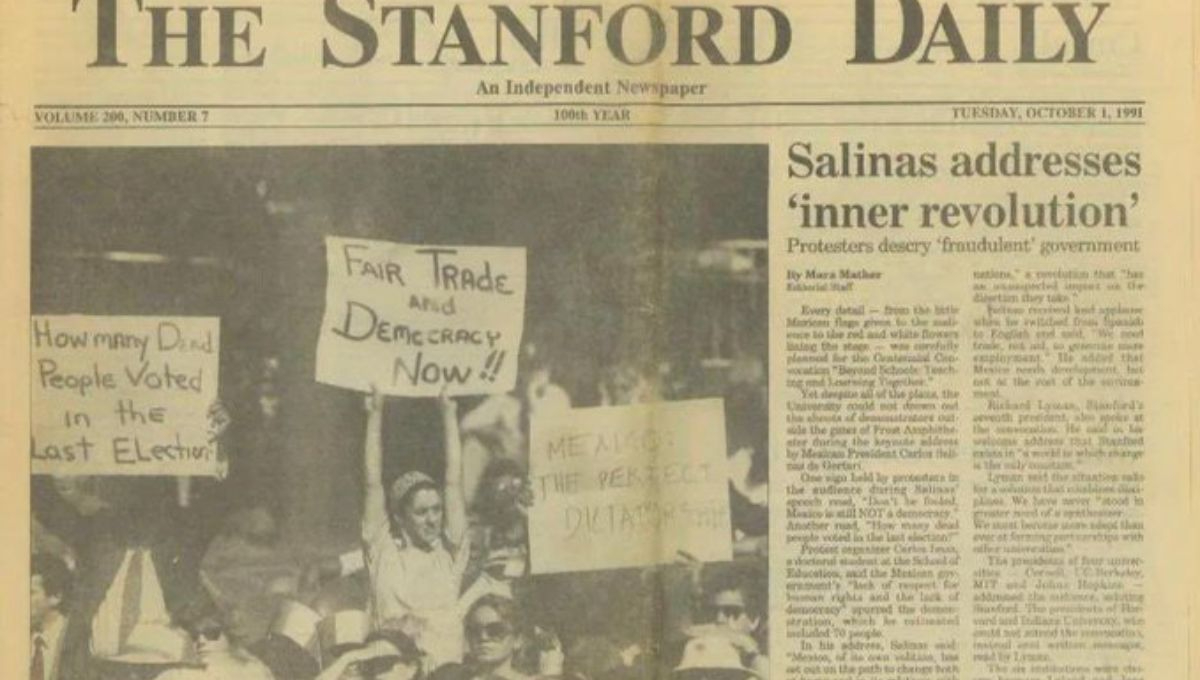 THE STANFORD DAILY
An Independent Newspaper
VOLUME 200, NUMBER 7
100th YEAR
TUESDAY, OCTOBER 1, 1991
How many Dead
People Voted
in the
Last Election
FAIR TRADE
AND
DEMOCRACY
NOW!!
MEXICO:
THE PERFECT
DICTATORSHIP
Salinas addresses
'inner revolution'
Protesters descry 'fraudulent' government
By Mara Mather
Editorial Staff
Every detail — from the little
Mexican flags given to the audi-
ence to the red and white flowers
lining the stage — was carefully
planned for the Centennial Con-
vocation "Beyond Schools: Teach-
ing and Learning Together."
Yet despite all of the plans, the
University could not drown out
the shouts of demonstrators out-
side the gates of Frost Amphithe-
ater during the keynote address
by Mexican President Carlos Sali-
nas de Gortari.
One sign held by protesters in
the audience during Salinas'
speech read, "Don't be fooled,
Mexico is still NOT a democracy."
Another read, "How many dead
people voted in the last election?"
Protest organizer Carlos
a doctoral student at the School of
Education, said the Mexican gov-
ernment's "lack of respect for
human rights and the lack of
democracy" spurred the demon-
stration, which he estimated
included 70 people.
In his address, Salinas said
"Mexico, of its own volition, has
set out on the path to change both
nations," a revolution that "has
an unsuspected impact on the
direction they take."
Salinas received loud applause
when he switched from Spanish
to English and said, "We need
trade, not aid, to generate more
employment." He added that
Mexico needs development, but
not at the cost of the environ-
ment.
Richard Lyman, Stanford's
seventh president, also spoke at
the convocation. He said in his
welcome address that Stanford
exists in "a world in which change
is the only constant."
Lyman said the situation calls
for a solution that combines disci-
plines. We have never "stood in
greater need of a synthesizer.
We must become more adept than
ever at forming partnerships with
other universities."
The presidents of four univer-
sities — Cornell, UC-Berkeley,
MIT and Johns Hopkins —
addressed the audience, saluting
Stanford. The presidents of Har-
vard and Indiana University, who
could not attend the convocation,
instead sent written messages,
read by Lyman.
The six institutions were